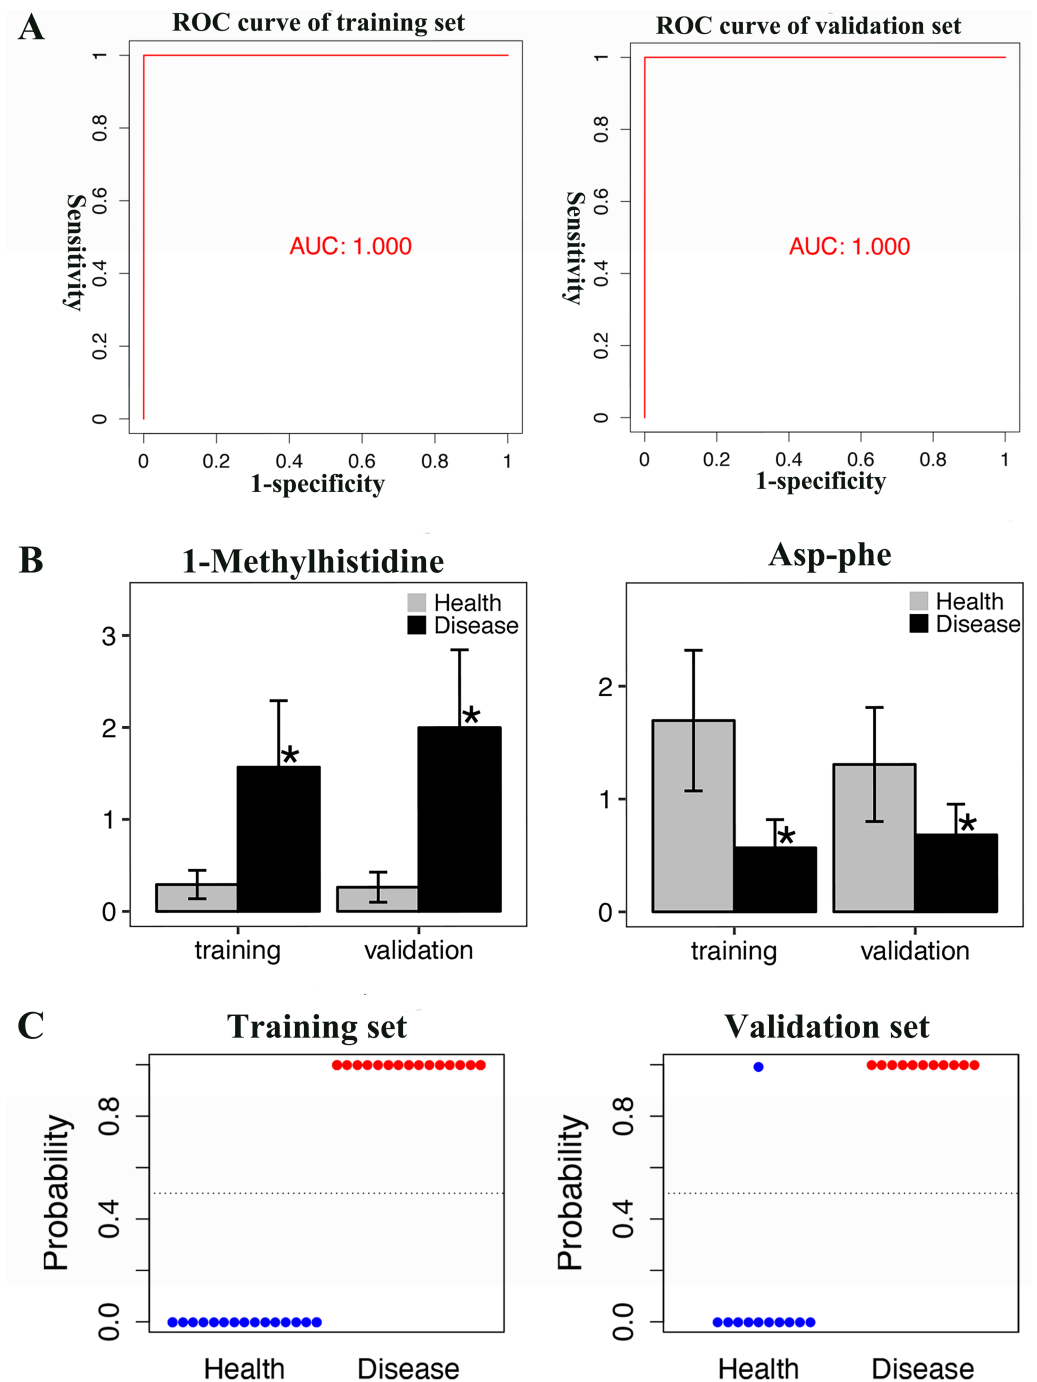 A
ROC curve of training set
ROC curve of validation set
1
0.8
0.6
0.4
0.2
0
Sensitivity
AUC: 1.000
0 0.2 0.4 0.6 0.8 1
1-specificity
1
0.8
0.6
0.4
0.2
0
Sensitivity
AUC: 1.000
0 0.2 0.4 0.6 0.8 1
1-specificity
B
1-Methylhistidine
Health
Disease
3
2
1
0
*
*
training validation
Asp-phe
Health
Disease
2
1
0
*
*
training validation
C
Training set
Probability
0.8
0.4
0.0
Health Disease
Validation set
Probability
0.8
0.4
0.0
Health Disease